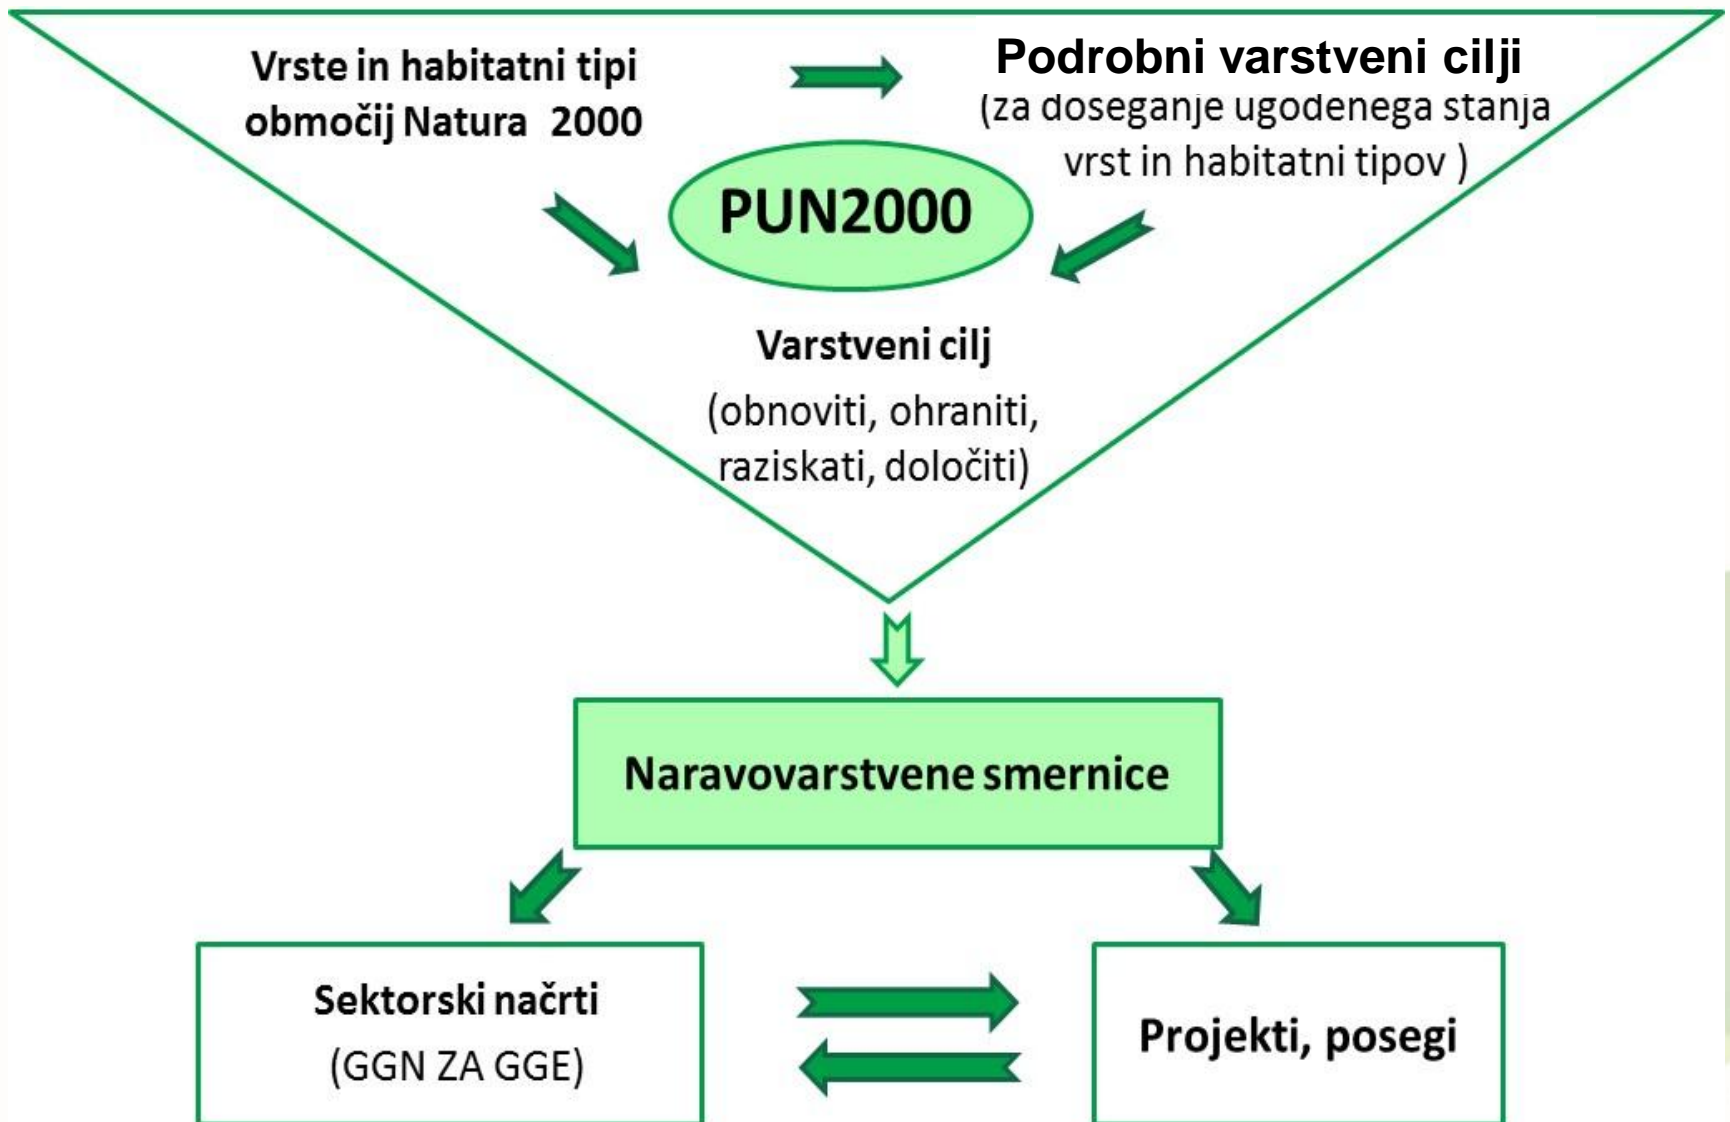 Vrste in habitatni tipi
območij Natura 2000
Podrobni varstveni cilji
(za doseganje ugodenega stanja
vrst in habitatni tipov )
PUN2000
Varstveni cilj
(obnoviti, ohraniti,
raziskati, določiti)
Naravovarstvene smernice
Sektorski načrti
(GGN ZA GGE)
Projekti, posegi